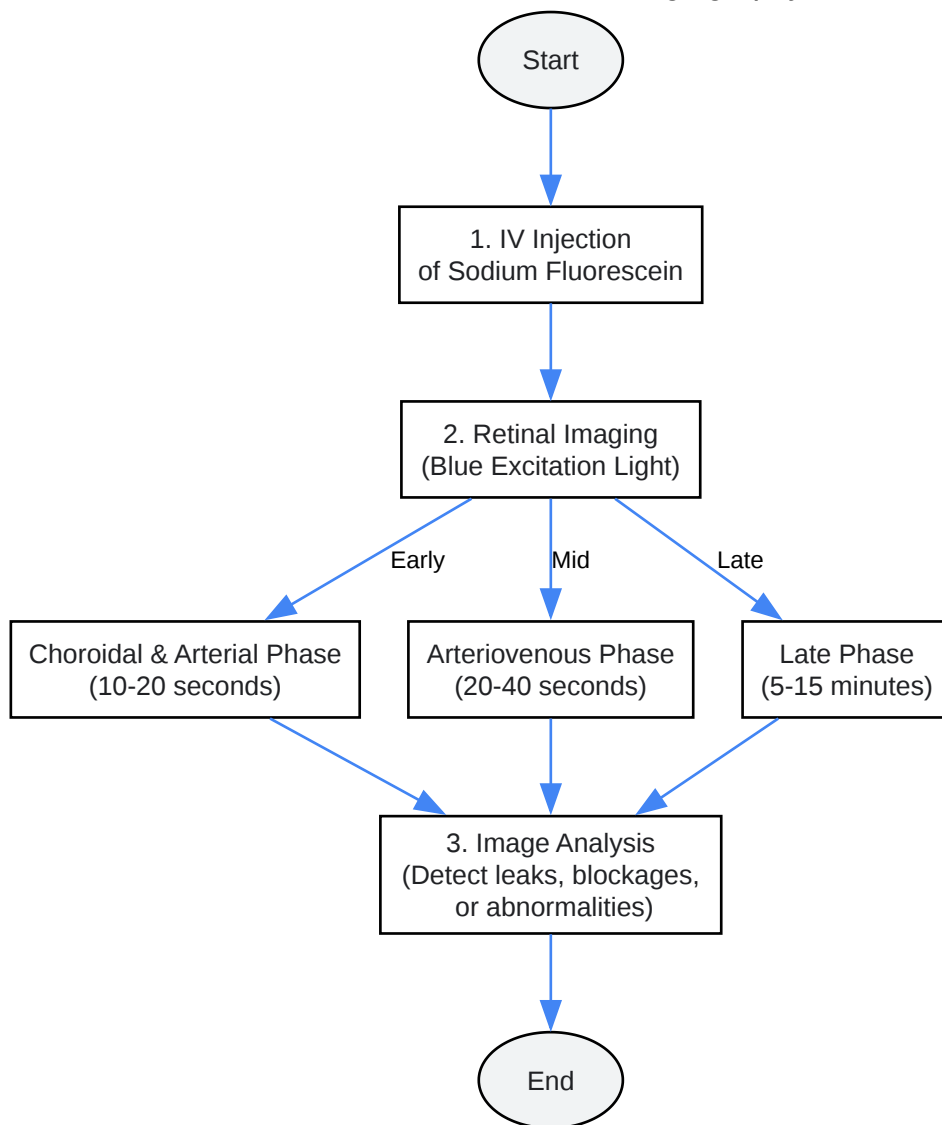 Start
1. IV Injection
of Sodium Fluorescein
2. Retinal Imaging
(Blue Excitation Light)
Early
Mid
Late
Choroidal & Arterial Phase
(10-20 seconds)
Arteriovenous Phase
(20-40 seconds)
Late Phase
(5-15 minutes)
3. Image Analysis
(Detect leaks, blockages,
or abnormalities)
End